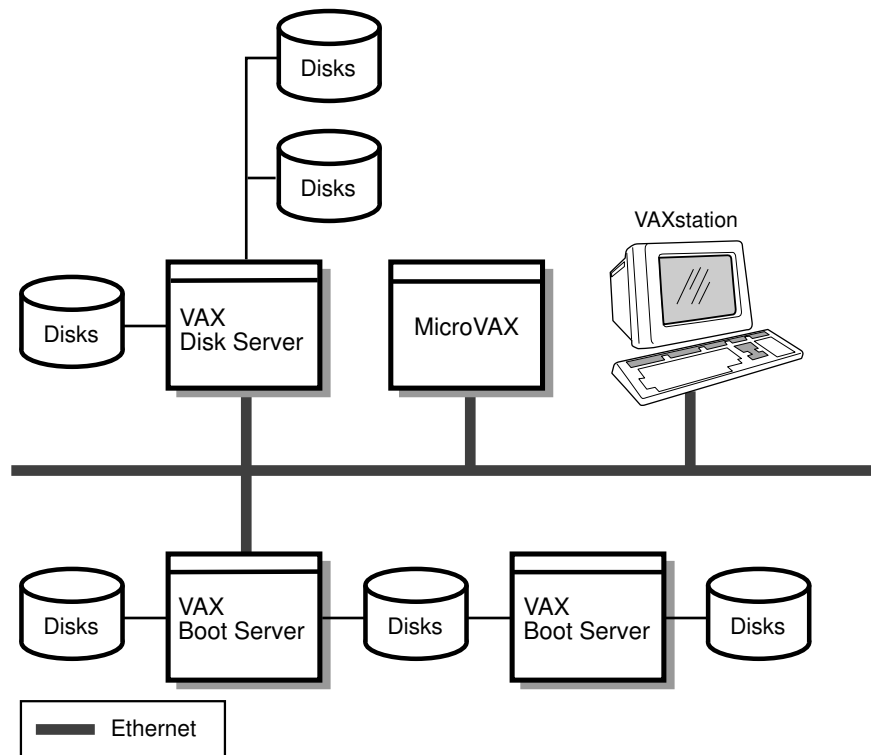 Disks
Disks
VAXstation
Disks
VAX
Disk Server
MicroVAX
Disks
VAX
Boot Server
Disks
VAX
Boot Server
Disks
Ethernet